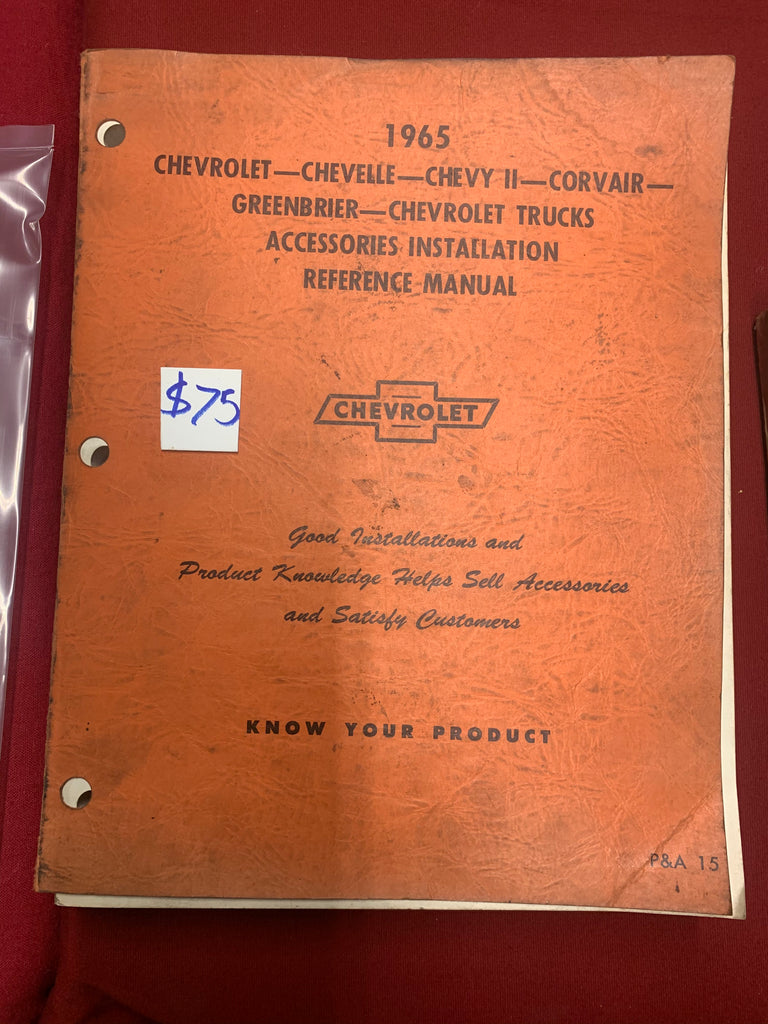 1965
CHEVROLET—CHEVELLE—CHEVY II—CORVAIR—
GREENBRIER—CHEVROLET TRUCKS
ACCESSORIES INSTALLATION
REFERENCE MANUAL
$75
CHEVROLET
Good Installations and
Product Knowledge Helps Sell Accessories
and Satisfy Customers
KNOW YOUR PRODUCT
P&A 15